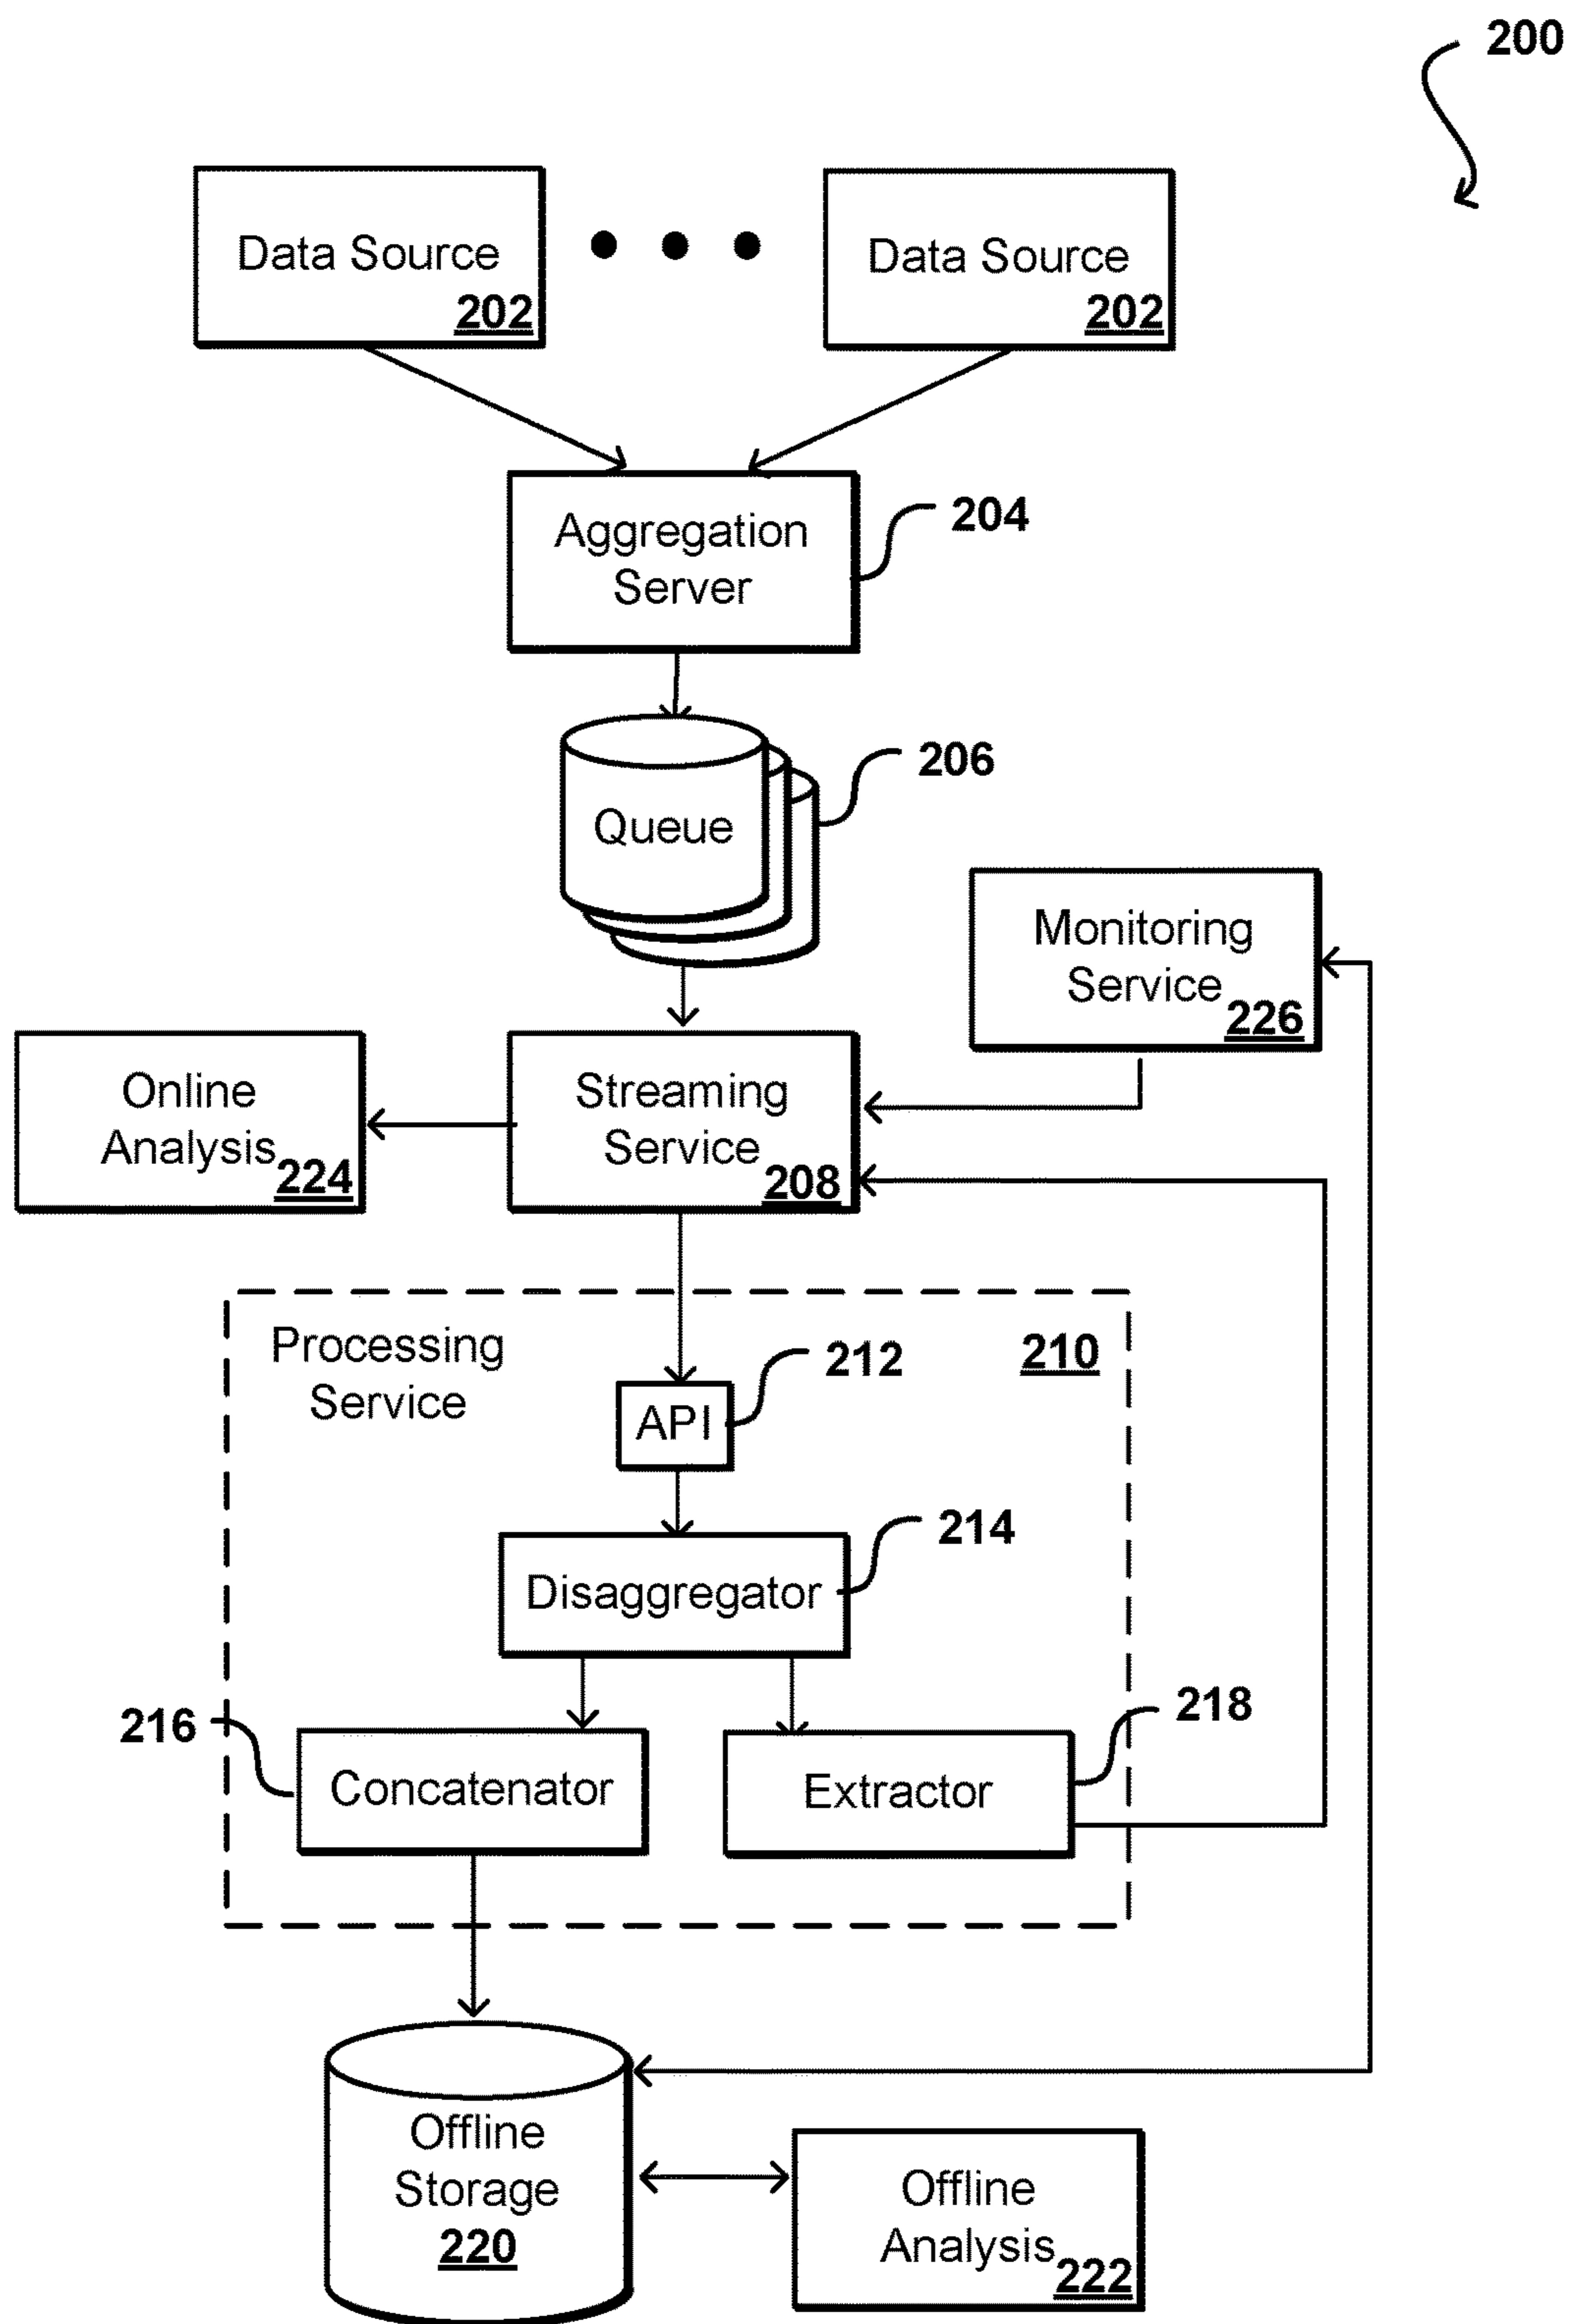 200
Data Source
202
Data Source
202
Aggregation
Server
204
Queue
206
Monitoring
Service
226
Online
Analysis
224
Streaming
Service
208
Processing
Service
210
API
212
Disaggregator
214
216
Concatenator
Extractor
218
Offline
Storage
220
Offline
Analysis
222